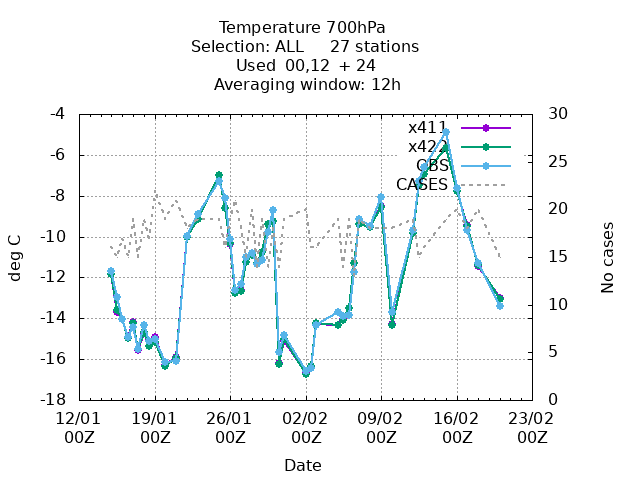 Temperature 700hPa
Selection: ALL 27 stations
Used 00,12 + 24
Averaging window: 12h
-4 30
x411
x422
-6 25
OBS
CASES
-8 20
-10
deg C No cases
15
-12
10
-14
-16 5
-18 0
12/01 19/01 26/01 02/02 09/02 16/02 23/02
00Z 00Z 00Z 00Z 00Z 00Z 00Z
Date